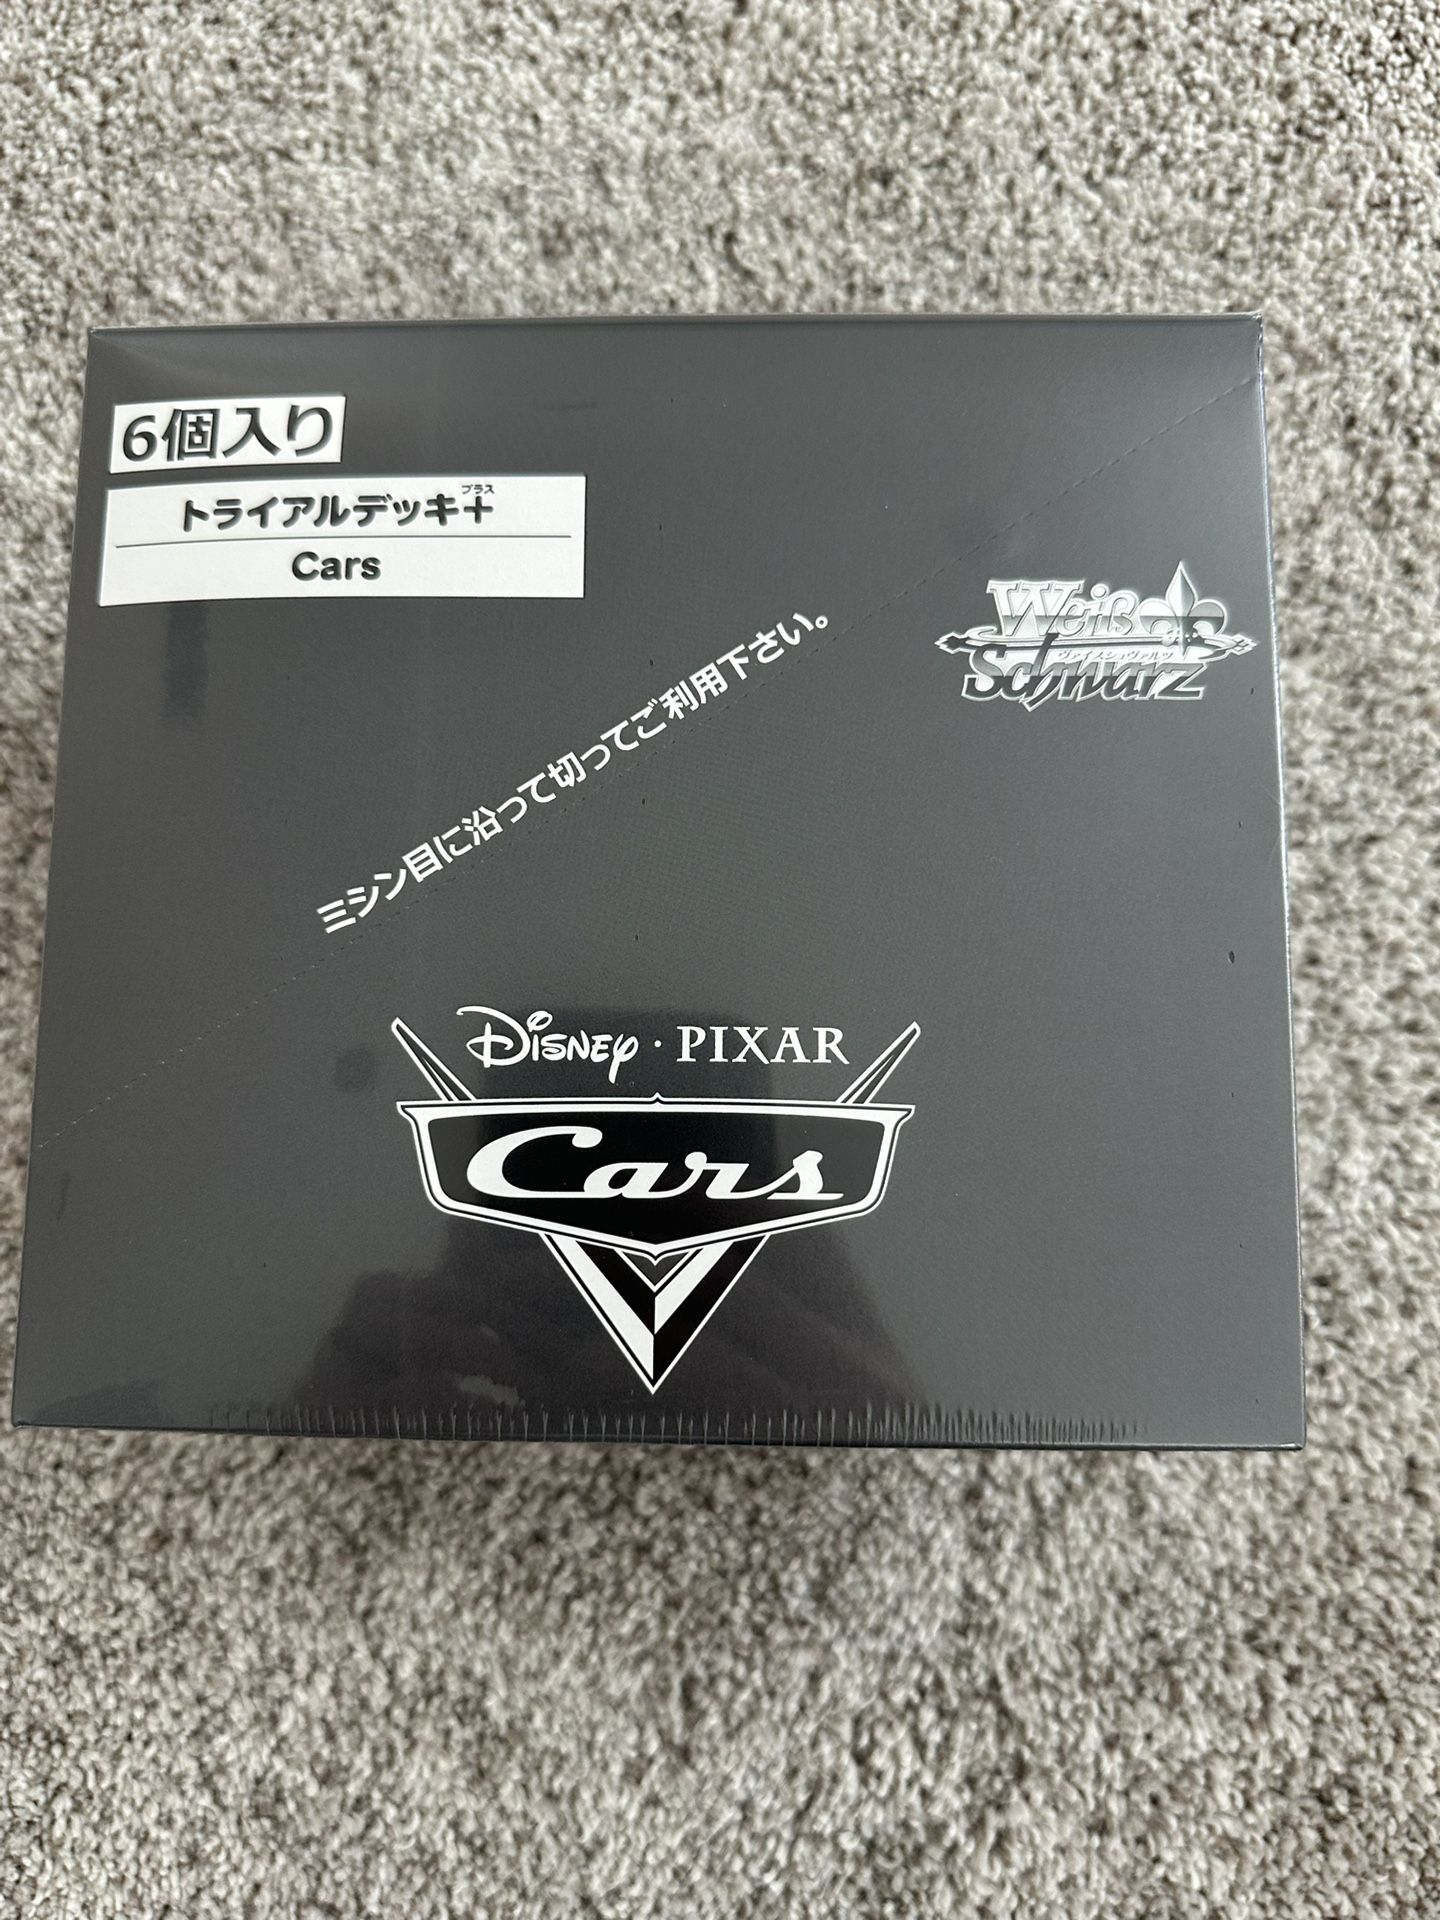 6個入り
プラス
トライアルデッキ+
Cars
Weiß
ヴァイスシュヴァルツ
Schwarz
ミシン目に沿って切ってご利用下さい。
Disney · PIXAR
Cars